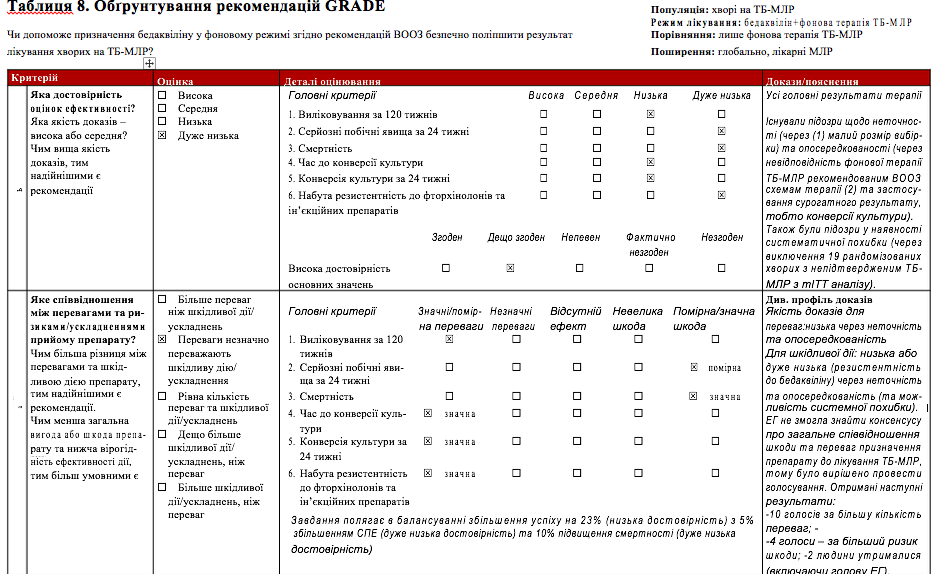 Таблиця 8. Обґрунтування рекомендацій GRADE
Чи допоможе призначення бедаквіліну у фоновому режимі згідно рекомендацій ВООЗ безпечно поліпшити результат
лікування хворих на ТБ-МЛР?
Популяція: хворі на ТБ-МЛР
Режим лікування: бедаквілін+фонова терапія ТБ-МЛР
Порівняння: лише фонова терапія ТБ-МЛР
Поширення: глобально, лікарні МЛР
Критерій
Оцінка
Деталі оцінювання
Докази/пояснення
Яка достовірність
оцінок ефективності?
Яка якість доказів –
висока або середня?
Чим вища якість
доказів, тим
надійнішими є
рекомендації
☐ Висока
☐ Середня
☐ Низька
☒ Дуже низька
Головні критерії Висока Середня Низька Дуже низька
1. Виліковування за 120 тижнів ☐ ☐ ☒ ☐
2. Серйозні побічні явища за 24 тижні ☐ ☐ ☐ ☒
3. Смертність ☐ ☐ ☐ ☒
4. Час до конверсії культури ☐ ☐ ☒ ☐
5. Конверсія культури за 24 тижні ☐ ☐ ☒ ☐
6. Набута резистентність до фторхінолонів та ☐ ☐ ☐ ☒
ін’єкційних препаратів
Згоден Дещо згоден Непевен Фактично Незгоден
незгоден
Висока достовірність ☐ ☒ ☐ ☐ ☐
основних значень
Усі головні результати терапії
Існували підозри щодо неточнос-
ті (через (1) малий розмір вибір-
ки) та опосередкованості (через
невідповідність фонової терапії
ТБ-МЛР рекомендованим ВООЗ
схемам терапії (2) та застосу-
вання сурогатного результату,
тобто конверсії культури).
Також були підозри у наявності
систематичної похибки (через
виключення 19 рандомізованих
хворих з непідтвердженим ТБ-
МЛР з mITT аналізу).
Яке співвідношення
між перевагами та ри-
зиками/ускладненнями
прийому препарату?
Чим більша різниця між
перевагами та шкід-
ливою дією препарату,
тим надійнішими є
рекомендації.
Чим менша загальна
вигода або шкода препа-
рату та нижча вірогід-
ність ефективності дії,
тим більш умовними є
☐ Більше переваг
ніж шкідливої дії/
ускладнень
☒ Переваги незначно
переважають
шкідливу дію/
ускладнення
☐ Рівна кількість
переваг та шкідливої
дії/ускладнень
☐ Дещо більше
шкідливої дії/
ускладнень, ніж
переваг
☐ Більше шкідливої
дії/ускладнень, ніж
переваг
Головні критерії Значні/помір- Незначні Відсутній Невелика Помірна/значна
на переваги переваги ефект шкода шкода
1. Виліковування за 120 ☒ ☐ ☐ ☐ ☐
тижнів
2. Серйозні побічні яви- ☐ ☐ ☐ ☐ ☒ помірна
ща за 24 тижні
3. Смертність ☐ ☐ ☐ ☐ ☒ значна
4. Час до конверсії куль- ☒ значна ☐ ☐ ☐ ☐
тури
5. Конверсія культури за ☒ значна ☐ ☐ ☐ ☐
24 тижні
6. Набута резистентність ☒ значна ☐ ☐ ☐ ☐
до фторхінолонів та
ін’єкційних препаратів
Завдання полягає в балансуванні збільшення успіху на 23% (низька достовірність) з 5%
збільшенням СПЕ (дуже низька достовірність) та 10% підвищення смертності (дуже низька
достовірність)
Див. профіль доказів
Якість доказів для
переваг:низька через неточність
та опосередкованість
Для шкідливої дії: низька або
дуже низька (резистентність
до бедаквіліну) через неточність
та опосередкованість (та мож-
ливість системної похибки).
ЕГ не змогла знайти консенсусу
про загальне співвідношення
шкоди та переваг призначення
препарату до лікування ТБ-МЛР,
тому було вирішено провести
голосування. Отримані наступні
результати:
-10 голосів за більшу кількість
переваг; -
-4 голоси – за більший ризик
шкоди; -2 людини утрималися
(включаючи голову ЕГ).